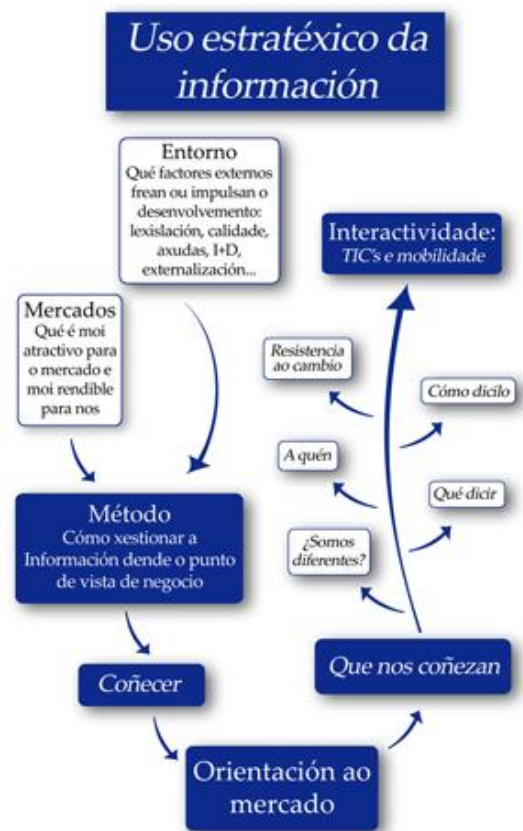 Uso estratéxico da
información
Entorno
Qué factores externos
frean ou impulsan o
desenvolvemento:
lexislación, calidade,
axudas, I+D,
externalización...
Mercados
Qué é moi
atractivo para
o mercado e
moi rendible
para nos
Método
Cómo xestionar a
Información dende o punto
de vista de negocio
Coñecer
Orientación ao
mercado
Que nos coñezan
¿Somos
diferentes?
Qué dicir
A quén
Cómo dicilo
Resistencia
ao cambio
Interactividade:
TIC's e mobilidade